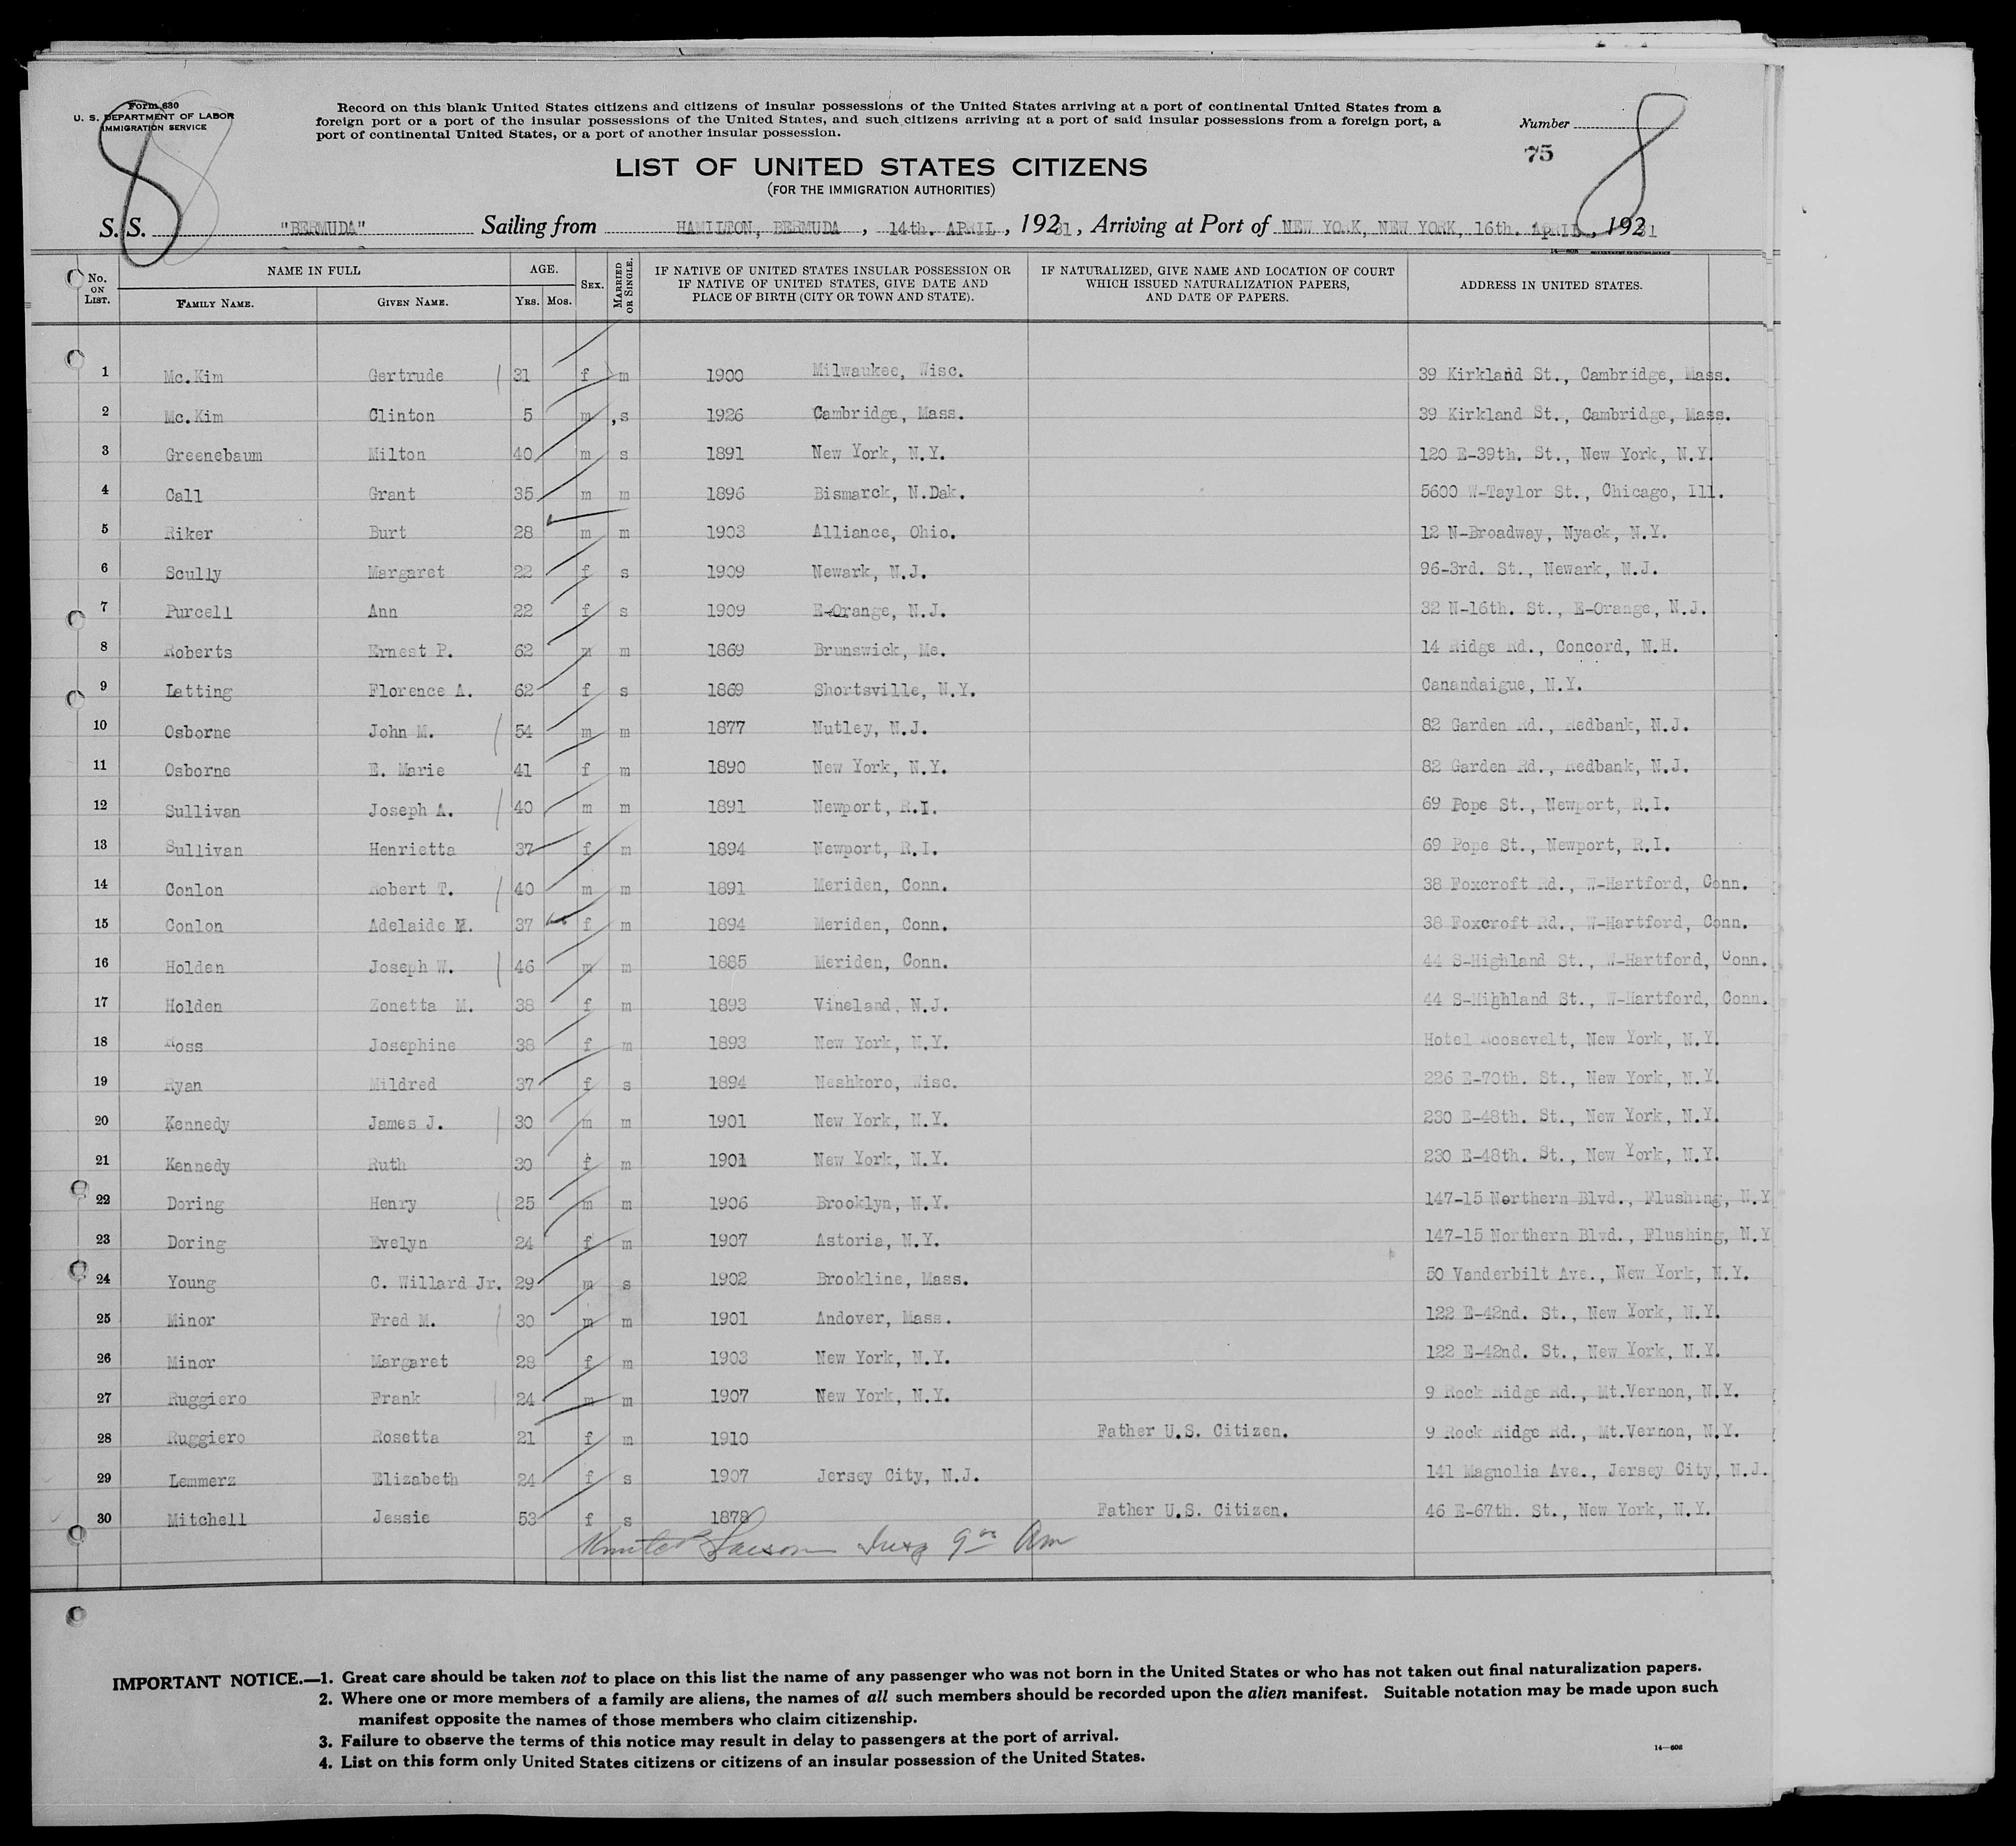 Form 630
U. S. DEPARTMENT OF LABOR
IMMIGRATION SERVICE
Record on this blank United States citizens and citizens of insular possessions of the United States arriving at a port of continental United States from a
foreign port or a port of the insular possessions of the United States, and such citizens arriving at a port of said insular possessions from a foreign port, a
port of continental United States, or a port of another insular possession.
Number
75
8 8
LIST OF UNITED STATES CITIZENS
(FOR THE IMMIGRATION AUTHORITIES)
S. S. "BERMUDA" Sailing from HAMILTON, BERMUDA, 14th. APRIL, 19231, Arriving at Port of NEW YORK, NEW YORK, 16th. APRIL, 19231
14—608 GOVERNMENT PRINTING OFFICE
No. ON LIST. NAME IN FULL FAMILY NAME. GIVEN NAME. AGE. YRS. MOS. SEX. MARRIED OR SINGLE. IF NATIVE OF UNITED STATES INSULAR POSSESSION OR IF NATIVE OF UNITED STATES, GIVE DATE AND PLACE OF BIRTH (CITY OR TOWN AND STATE). IF NATURALIZED, GIVE NAME AND LOCATION OF COURT WHICH ISSUED NATURALIZATION PAPERS, AND DATE OF PAPERS. ADDRESS IN UNITED STATES.
1 Mc.Kim Gertrude 31 f m 1900 Milwaukee, Wisc. 39 Kirkland St., Cambridge, Mass.
2 Mc.Kim Clinton 5 m ,s 1926 Cambridge, Mass. 39 Kirkland St., Cambridge, Mass.
3 Greenebaum Milton 40 m s 1891 New York, N.Y. 120 E-39th. St., New York, N.Y.
4 Call Grant 35 m m 1896 Bismarck, N.Dak. 5600 W-Taylor St., Chicago, Ill.
5 Riker Burt 28 m m 1903 Alliance, Ohio. 12 N-Broadway, Nyack, N.Y.
6 Scully Margaret 22 f s 1909 Newark, N.J. 96-3rd. St., Newark, N.J.
7 Purcell Ann 22 f s 1909 E-Orange, N.J. 32 N-16th. St., E-Orange, N.J.
8 Roberts Ernest P. 62 m m 1869 Brunswick, Me. 14 Ridge Rd., Concord, N.H.
9 Letting Florence A. 62 f s 1869 Shortsville, N.Y. Canandaigue, N.Y.
10 Osborne John M. 54 m m 1877 Nutley, N.J. 82 Garden Rd., Redbank, N.J.
11 Osborne E. Marie 41 f m 1890 New York, N.Y. 82 Garden Rd., Redbank, N.J.
12 Sullivan Joseph A. 40 m m 1891 Newport, R.I. 69 Pope St., Newport, R.I.
13 Sullivan Henrietta 37 f m 1894 Newport, R.I. 69 Pope St., Newport, R.I.
14 Conlon Robert T. 40 m m 1891 Meriden, Conn. 38 Foxcroft Rd., W-Hartford, Conn.
15 Conlon Adelaide M. 37 f m 1894 Meriden, Conn. 38 Foxcroft Rd., W-Hartford, Conn.
16 Holden Joseph W. 46 m m 1885 Meriden, Conn. 44 S-Highland St., W-Hartford, Conn.
17 Holden Zonetta M. 38 f m 1893 Vineland, N.J. 44 S-Highland St., W-Hartford, Conn.
18 Ross Josephine 38 f m 1893 New York, N.Y. Hotel Roosevelt, New York, N.Y.
19 Ryan Mildred 37 f s 1894 Neshkoro, Wisc. 226 E-70th. St., New York, N.Y.
20 Kennedy James J. 30 m m 1901 New York, N.Y. 230 E-48th. St., New York, N.Y.
21 Kennedy Ruth 30 f m 1901 New York, N.Y. 230 E-48th. St., New York, N.Y.
22 Doring Henry 25 m m 1906 Brooklyn, N.Y. 147-15 Northern Blvd., Flushing, N.Y
23 Doring Evelyn 24 f m 1907 Astoria, N.Y. 147-15 Northern Blvd., Flushing, N.Y
24 Young C. Willard Jr. 29 m s 1902 Brookline, Mass. 50 Vanderbilt Ave., New York, N.Y.
25 Minor Fred M. 30 m m 1901 Andover, Mass. 122 E-42nd. St., New York, N.Y.
26 Minor Margaret 28 f m 1903 New York, N.Y. 122 E-42nd. St., New York, N.Y.
27 Ruggiero Frank 24 m m 1907 New York, N.Y. 9 Rock Ridge Rd., Mt.Vernon, N.Y.
28 Ruggiero Rosetta 21 f m 1910 Father U.S. Citizen. 9 Rock Ridge Rd., Mt.Vernon, N.Y.
29 Lemmerz Elizabeth 24 f s 1907 Jersey City, N.J. 141 Magnolia Ave., Jersey City, N.J.
30 Mitchell Jessie 53 f s 1878 Father U.S. Citizen. 46 E-67th. St., New York, N.Y.
IMPORTANT NOTICE.—1. Great care should be taken not to place on this list the name of any passenger who was not born in the United States or who has not taken out final naturalization papers.
2. Where one or more members of a family are aliens, the names of all such members should be recorded upon the alien manifest. Suitable notation may be made upon such
manifest opposite the names of those members who claim citizenship.
3. Failure to observe the terms of this notice may result in delay to passengers at the port of arrival.
4. List on this form only United States citizens or citizens of an insular possession of the United States.
14—608